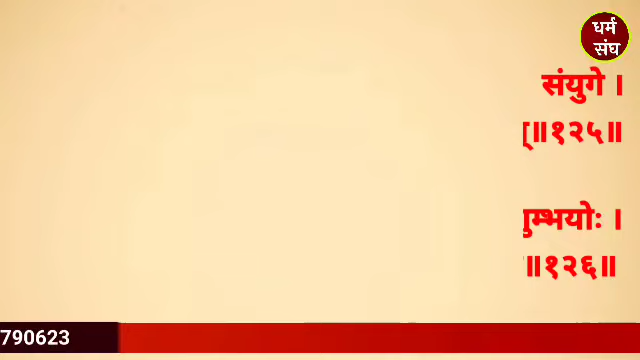 धर्म
संघ
संयुगे ।
॥१२५॥
म्भयोः ।
॥१२६॥
790623